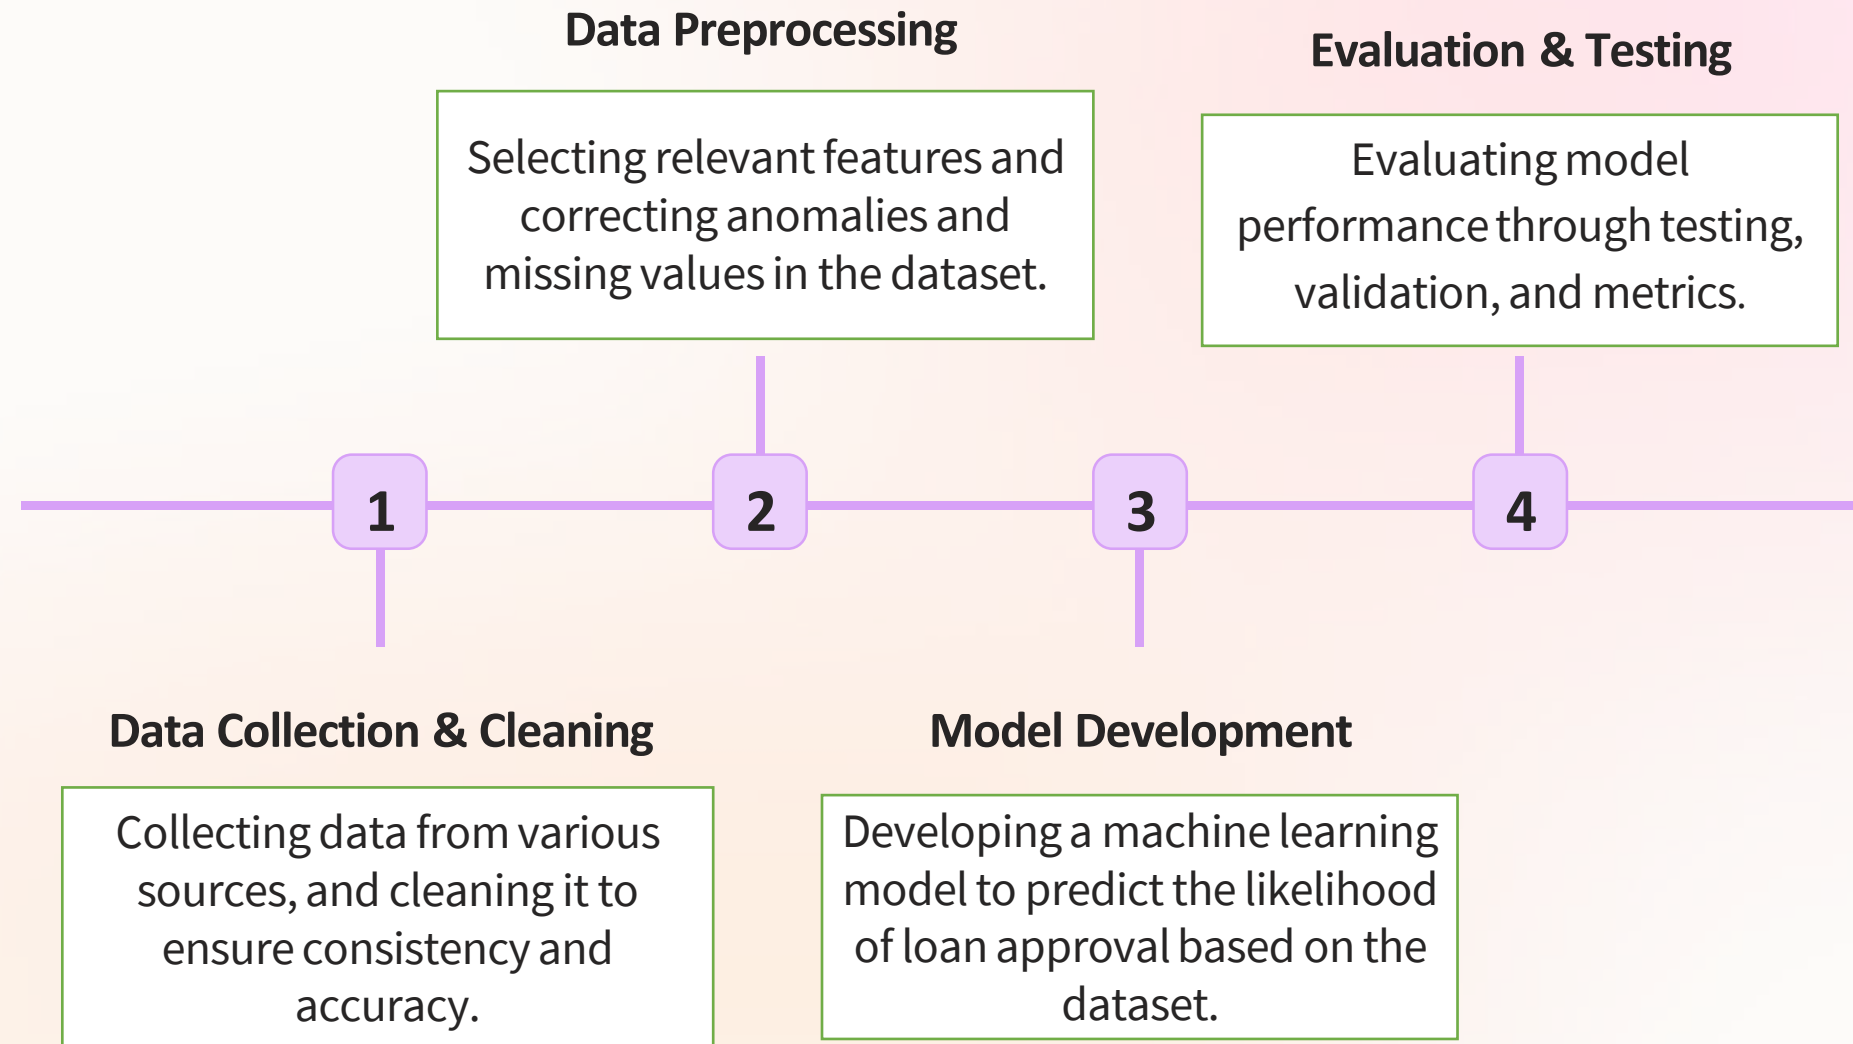 Data Preprocessing
Selecting relevant features and
correcting anomalies and
missing values in the dataset.
Evaluation & Testing
Evaluating model
performance through testing,
validation, and metrics.
1
2
3
4
Data Collection & Cleaning
Collecting data from various
sources, and cleaning it to
ensure consistency and
accuracy.
Model Development
Developing a machine learning
model to predict the likelihood
of loan approval based on the
dataset.